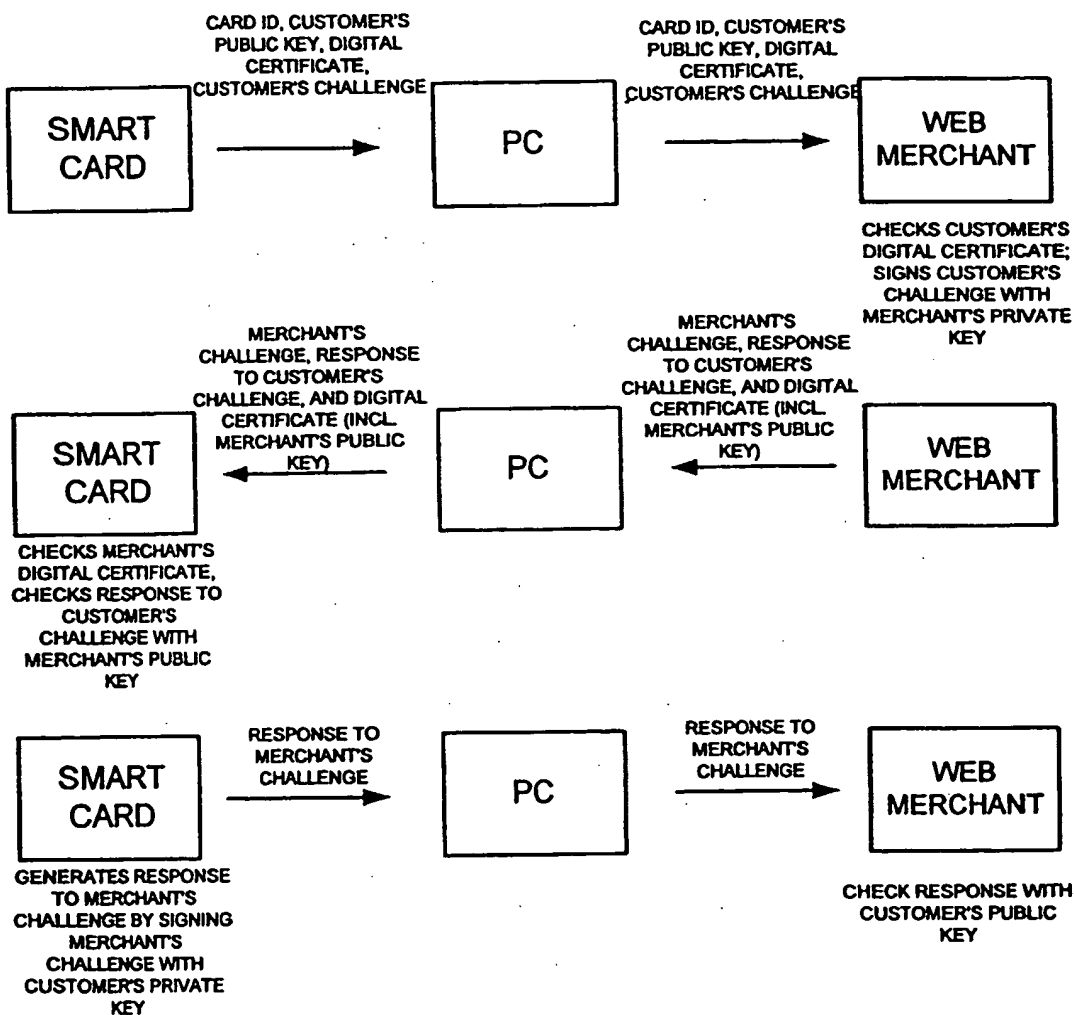 CARD ID, CUSTOMER'S
PUBLIC KEY, DIGITAL
CERTIFICATE,
CUSTOMER'S CHALLENGE
CARD ID, CUSTOMER'S
PUBLIC KEY, DIGITAL
CERTIFICATE,
CUSTOMER'S CHALLENGE
SMART
CARD
PC
WEB
MERCHANT
CHECKS CUSTOMER'S
DIGITAL CERTIFICATE;
SIGNS CUSTOMER'S
CHALLENGE WITH
MERCHANT'S PRIVATE
KEY
MERCHANT'S
CHALLENGE, RESPONSE
TO CUSTOMER'S
CHALLENGE, AND DIGITAL
CERTIFICATE (INCL.
MERCHANT'S PUBLIC
KEY)
MERCHANT'S
CHALLENGE, RESPONSE
TO CUSTOMER'S
CHALLENGE, AND DIGITAL
CERTIFICATE (INCL.
MERCHANT'S PUBLIC
KEY)
SMART
CARD
PC
WEB
MERCHANT
CHECKS MERCHANT'S
DIGITAL CERTIFICATE,
CHECKS RESPONSE TO
CUSTOMER'S
CHALLENGE WITH
MERCHANT'S PUBLIC
KEY
RESPONSE TO
MERCHANT'S
CHALLENGE
RESPONSE TO
MERCHANT'S
CHALLENGE
SMART
CARD
PC
WEB
MERCHANT
GENERATES RESPONSE
TO MERCHANT'S
CHALLENGE BY SIGNING
MERCHANT'S
CHALLENGE WITH
CUSTOMER'S PRIVATE
KEY
CHECK RESPONSE WITH
CUSTOMER'S PUBLIC
KEY